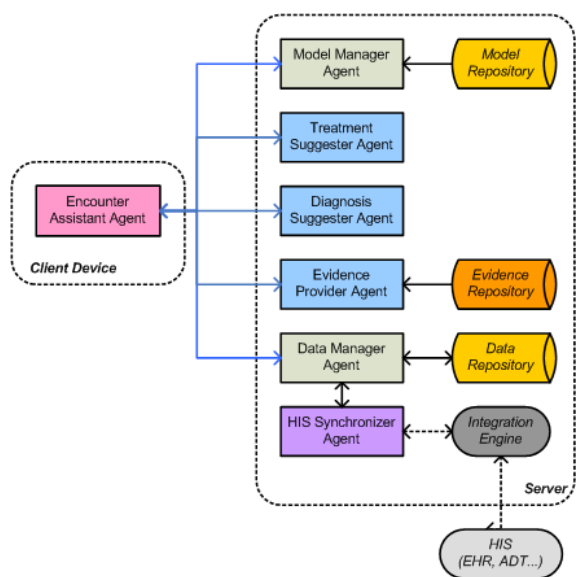 Model Manager
Agent
Model
Repository
Treatment
Suggester Agent
Encounter
Assistant Agent
Diagnosis
Suggester Agent
Client Device
Evidence
Provider Agent
Evidence
Repository
Data Manager
Agent
Data
Repository
HIS Synchronizer
Agent
Integration
Engine
Server
HIS
(EHR, ADT...)